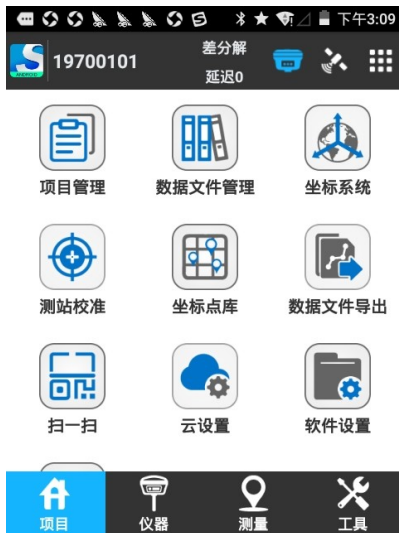 下午3:09
19700101
差分解
延迟0
ANDROID
项目管理
数据文件管理
坐标系统
测站校准
坐标点库
数据文件导出
扫一扫
云设置
软件设置
项目
仪器
测量
工具